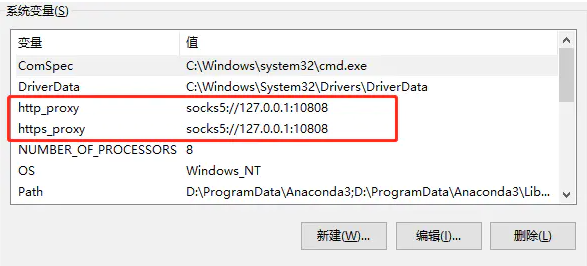 系统变量(S)
变量 值
ComSpec C:\Windows\system32\cmd.exe
DriverData C:\Windows\System32\Drivers\DriverData
http_proxy socks5://127.0.0.1:10808
https_proxy socks5://127.0.0.1:10808
NUMBER_OF_PROCESSORS 8
OS Windows_NT
Path D:\ProgramData\Anaconda3;D:\ProgramData\Anaconda3\Lib...
新建(W)... 编辑(I)... 删除(L)